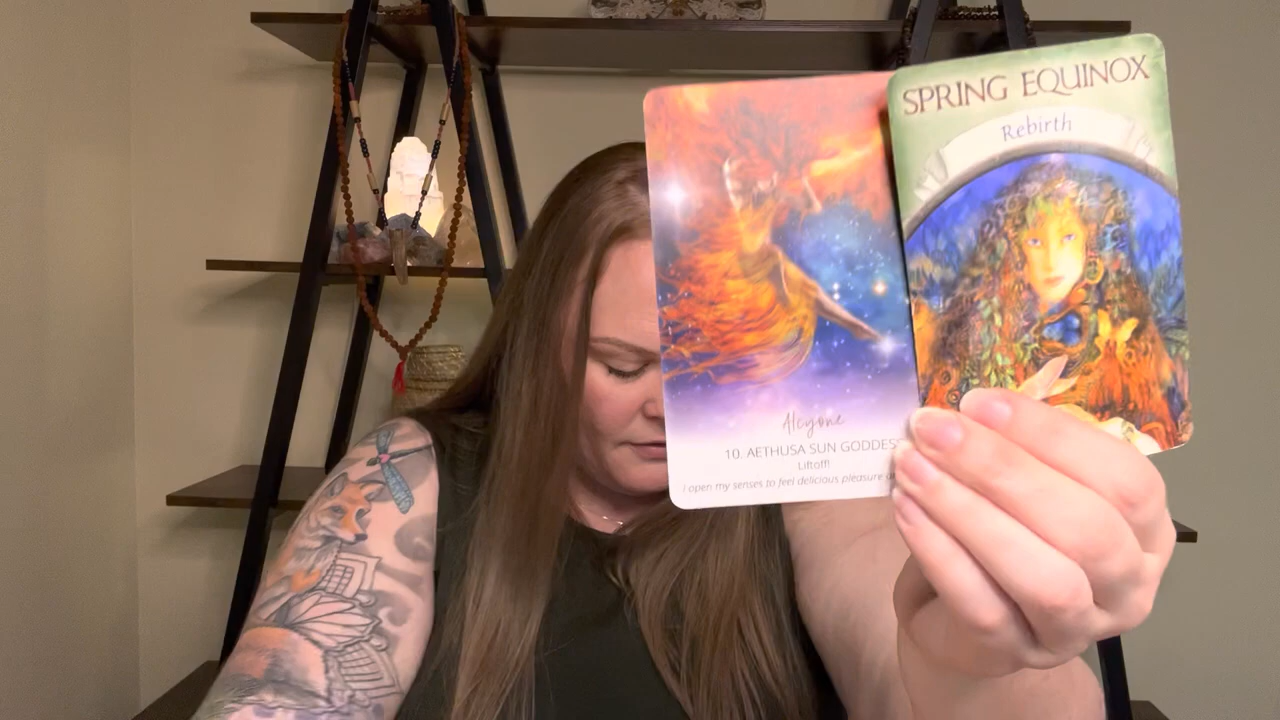 SPRING EQUINOX
Rebirth
Alcyone
10. AETHUSA SUN GODDESS
Liftoff!
I open my senses to feel delicious pleasure